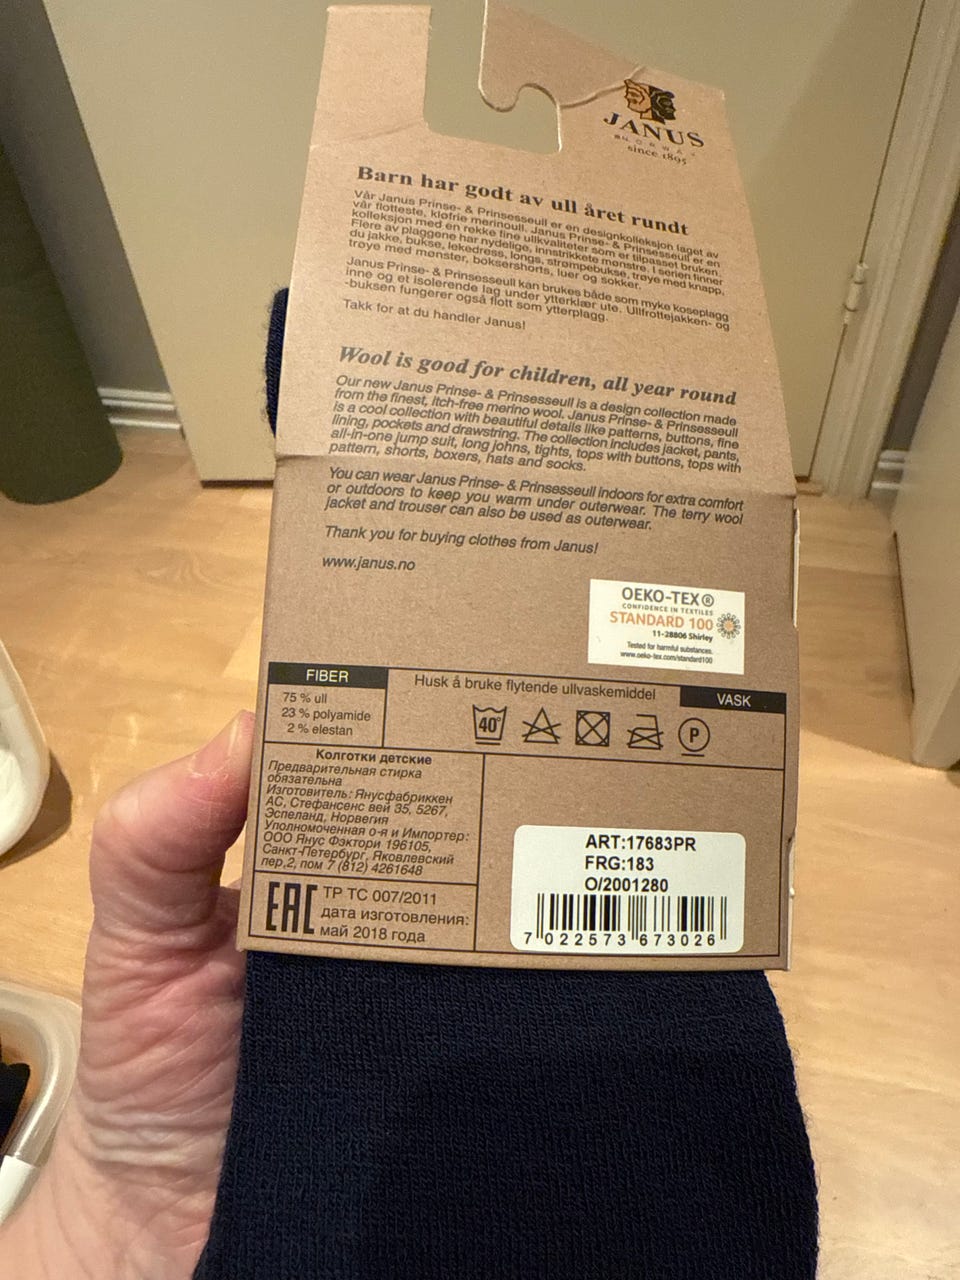 JANUS
NORWAY
since 1895
Barn har godt av ull året rundt
Vår Janus Prinse- & Prinsesseull er en designkolleksjon laget av
vår flotteste, kløfrie merinoull. Janus Prinse- & Prinsesseull er en
kolleksjon med en rekke fine ullkvaliteter som er tilpasset bruken.
Flere av plaggene har nydelige, innstrikkete mønstre. I serien finner
du jakke, bukse, lekedress, longs, strømpebukse, trøye med knapp,
trøye med mønster, boksershorts, luer og sokker.
Janus Prinse- & Prinsesseull kan brukes både som myke koseplagg
inne og et isolerende lag under ytterklær ute. Ullfrottejakken- og
-buksen fungerer også flott som ytterplagg.
Takk for at du handler Janus!
Wool is good for children, all year round
Our new Janus Prinse- & Prinsesseull is a design collection made
from the finest, itch-free merino wool. Janus Prinse- & Prinsesseull
is a cool collection with beautiful details like patterns, buttons, fine
lining, pockets and drawstring. The collection includes jacket, pants,
all-in-one jump suit, long johns, tights, tops with buttons, tops with
pattern, shorts, boxers, hats and socks.
You can wear Janus Prinse- & Prinsesseull indoors for extra comfort
or outdoors to keep you warm under outerwear. The terry wool
jacket and trouser can also be used as outerwear.
Thank you for buying clothes from Janus!
www.janus.no
OEKO-TEX®
CONFIDENCE IN TEXTILES
STANDARD 100
11-28806 Shirley
Tested for harmful substances.
www.oeko-tex.com/standard100
FIBER
75 % ull
23 % polyamide
2 % elestan
Husk å bruke flytende ullvaskemiddel
VASK
40°
P
Колготки детские
Предварительная стирка
обязательна
Изготовитель: Янусфабриккен
АС, Стефансенс вей 35, 5267,
Эспеланд, Норвегия
Уполномоченная о-я и Импортер:
ООО Янус Фэктори 196105,
Санкт-Петербург, Яковлевский
пер,2, пом 7 (812) 4261648
EAC
ТР ТС 007/2011
дата изготовления:
май 2018 года
ART:17683PR
FRG:183
O/2001280
7 022573 673026